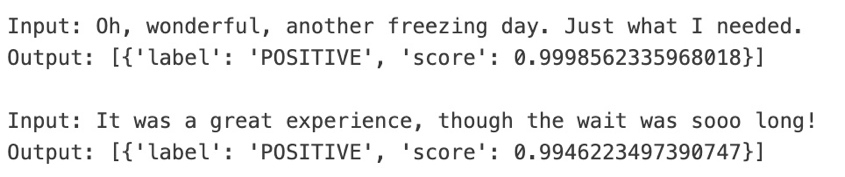 Input: Oh, wonderful, another freezing day. Just what I needed.
Output: [{'label': 'POSITIVE', 'score': 0.9998562335968018}]
Input: It was a great experience, though the wait was sooo long!
Output: [{'label': 'POSITIVE', 'score': 0.9946223497390747}]